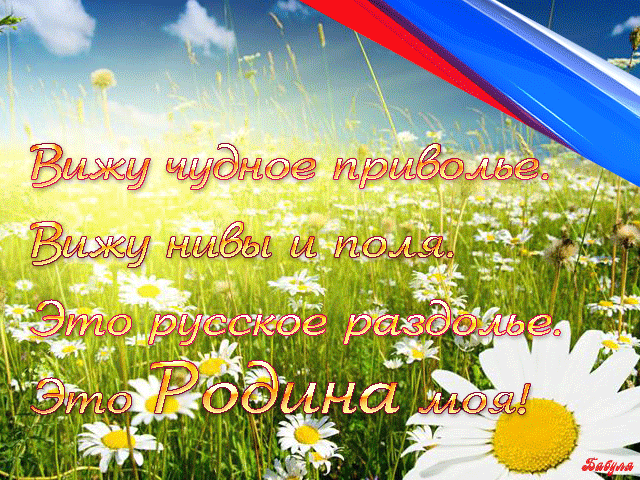 Вижу чудное приволье.
Вижу нивы и поля.
Это русское раздолье.
Это Родина моя!
Бабуля